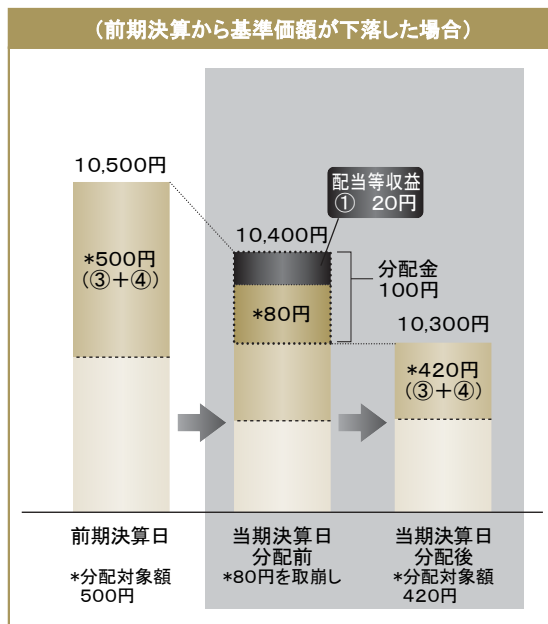 (前期決算から基準価額が下落した場合)
10,500円
*500円
(③+④)
配当等収益
① 20円
10,400円
*80円
分配金
100円
10,300円
*420円
(③+④)
前期決算日
*分配対象額
500円
当期決算日
分配前
*80円を取崩し
当期決算日
分配後
*分配対象額
420円